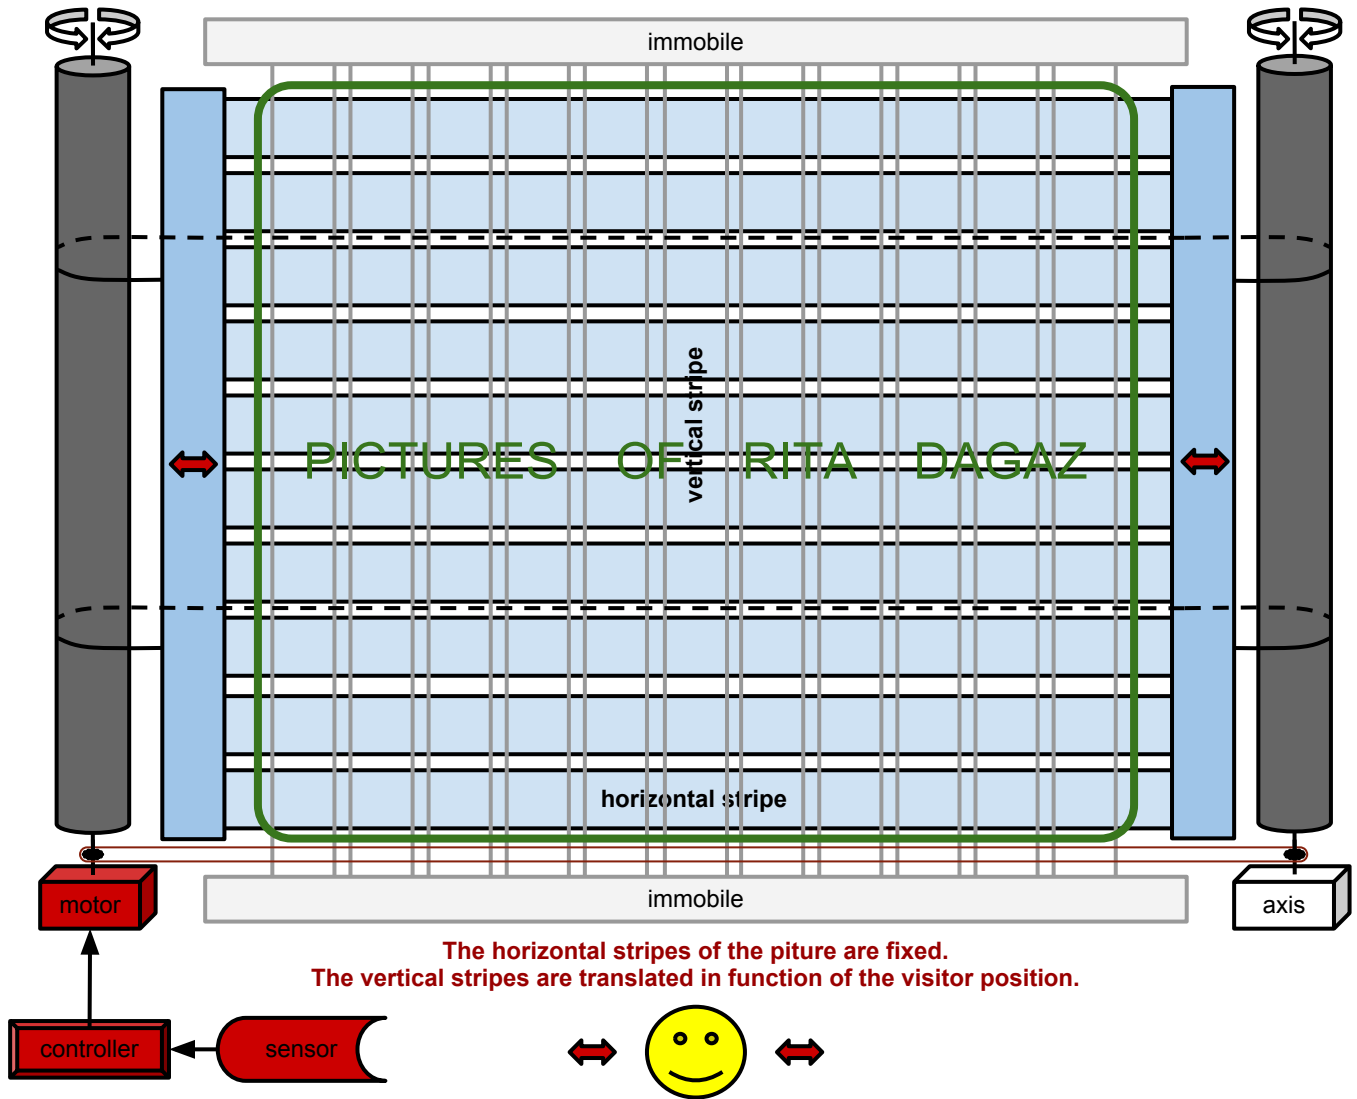 immobile
vertical stripe
PICTURES OF RITA DAGAZ
horizontal stripe
motor
immobile
axis
The horizontal stripes of the piture are fixed.
The vertical stripes are translated in function of the visitor position.
controller
sensor